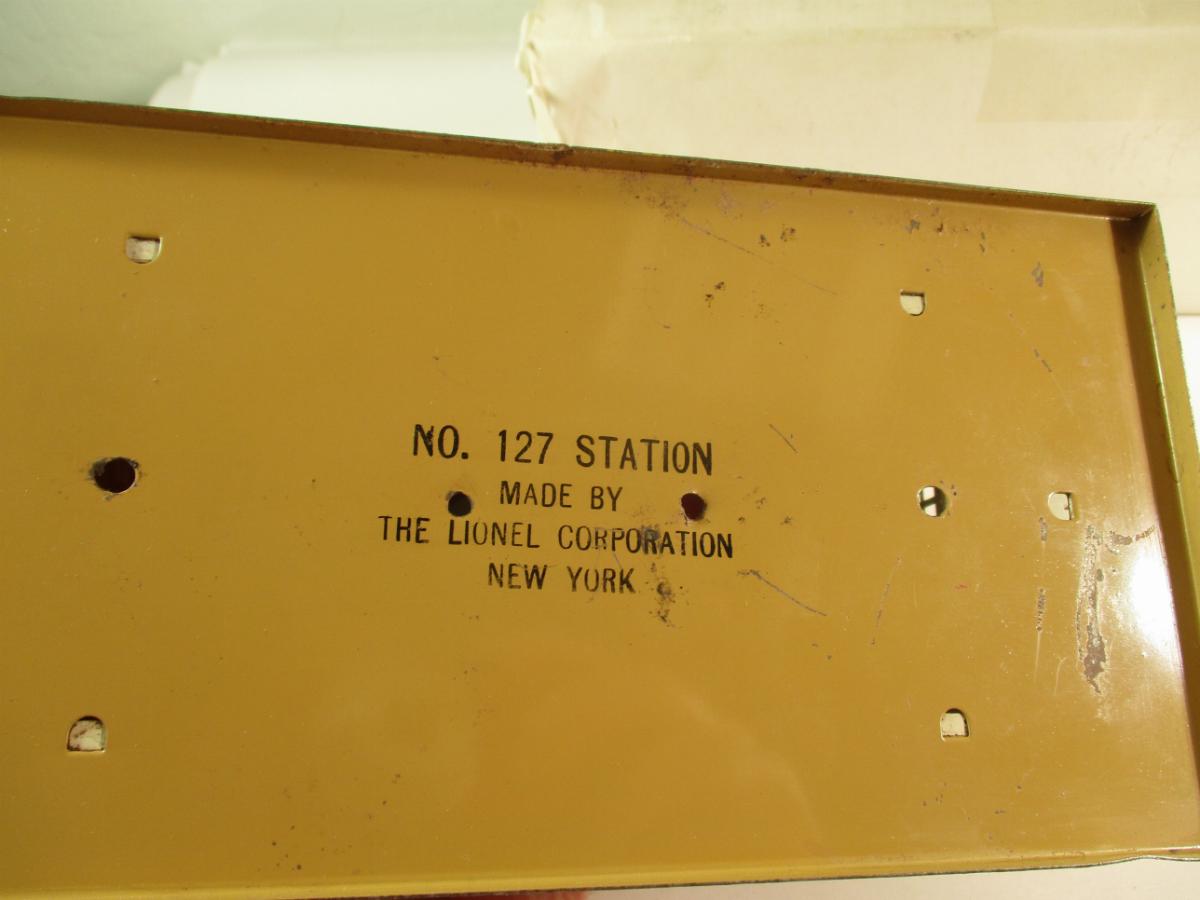 NO. 127 STATION
MADE BY
THE LIONEL CORPORATION
NEW YORK